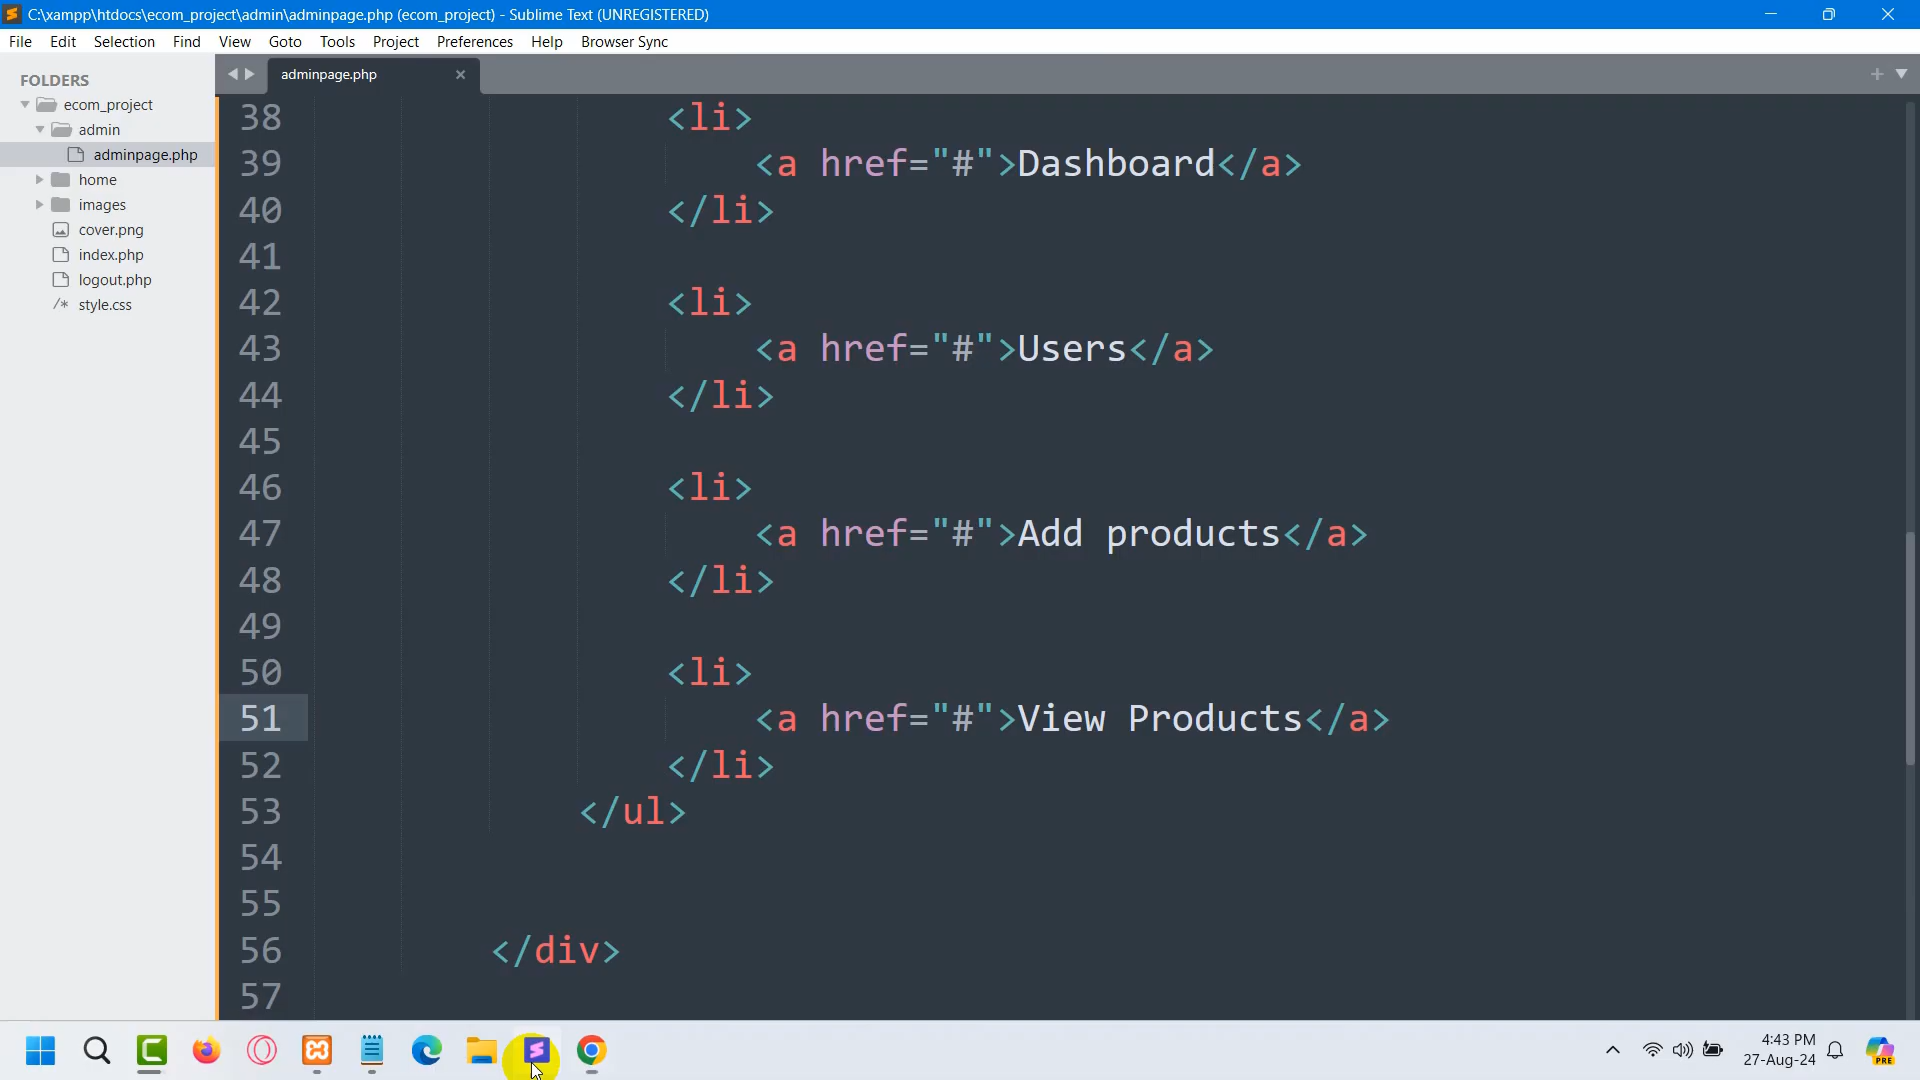 C:\xampp\htdocs\ecom_project\admin\adminpage.php (ecom_project) - Sublime Text (UNREGISTERED)
File Edit Selection Find View Goto Tools Project Preferences Help Browser Sync
FOLDERS
ecom_project
admin
adminpage.php
home
images
cover.png
index.php
logout.php
/* style.css
adminpage.php
38 <li>
39 <a href="#">Dashboard</a>
40 </li>
41
42 <li>
43 <a href="#">Users</a>
44 </li>
45
46 <li>
47 <a href="#">Add products</a>
48 </li>
49
50 <li>
51 <a href="#">View Products</a>
52 </li>
53 </ul>
54
55
56 </div>
57
4:43 PM
27-Aug-24
PRE